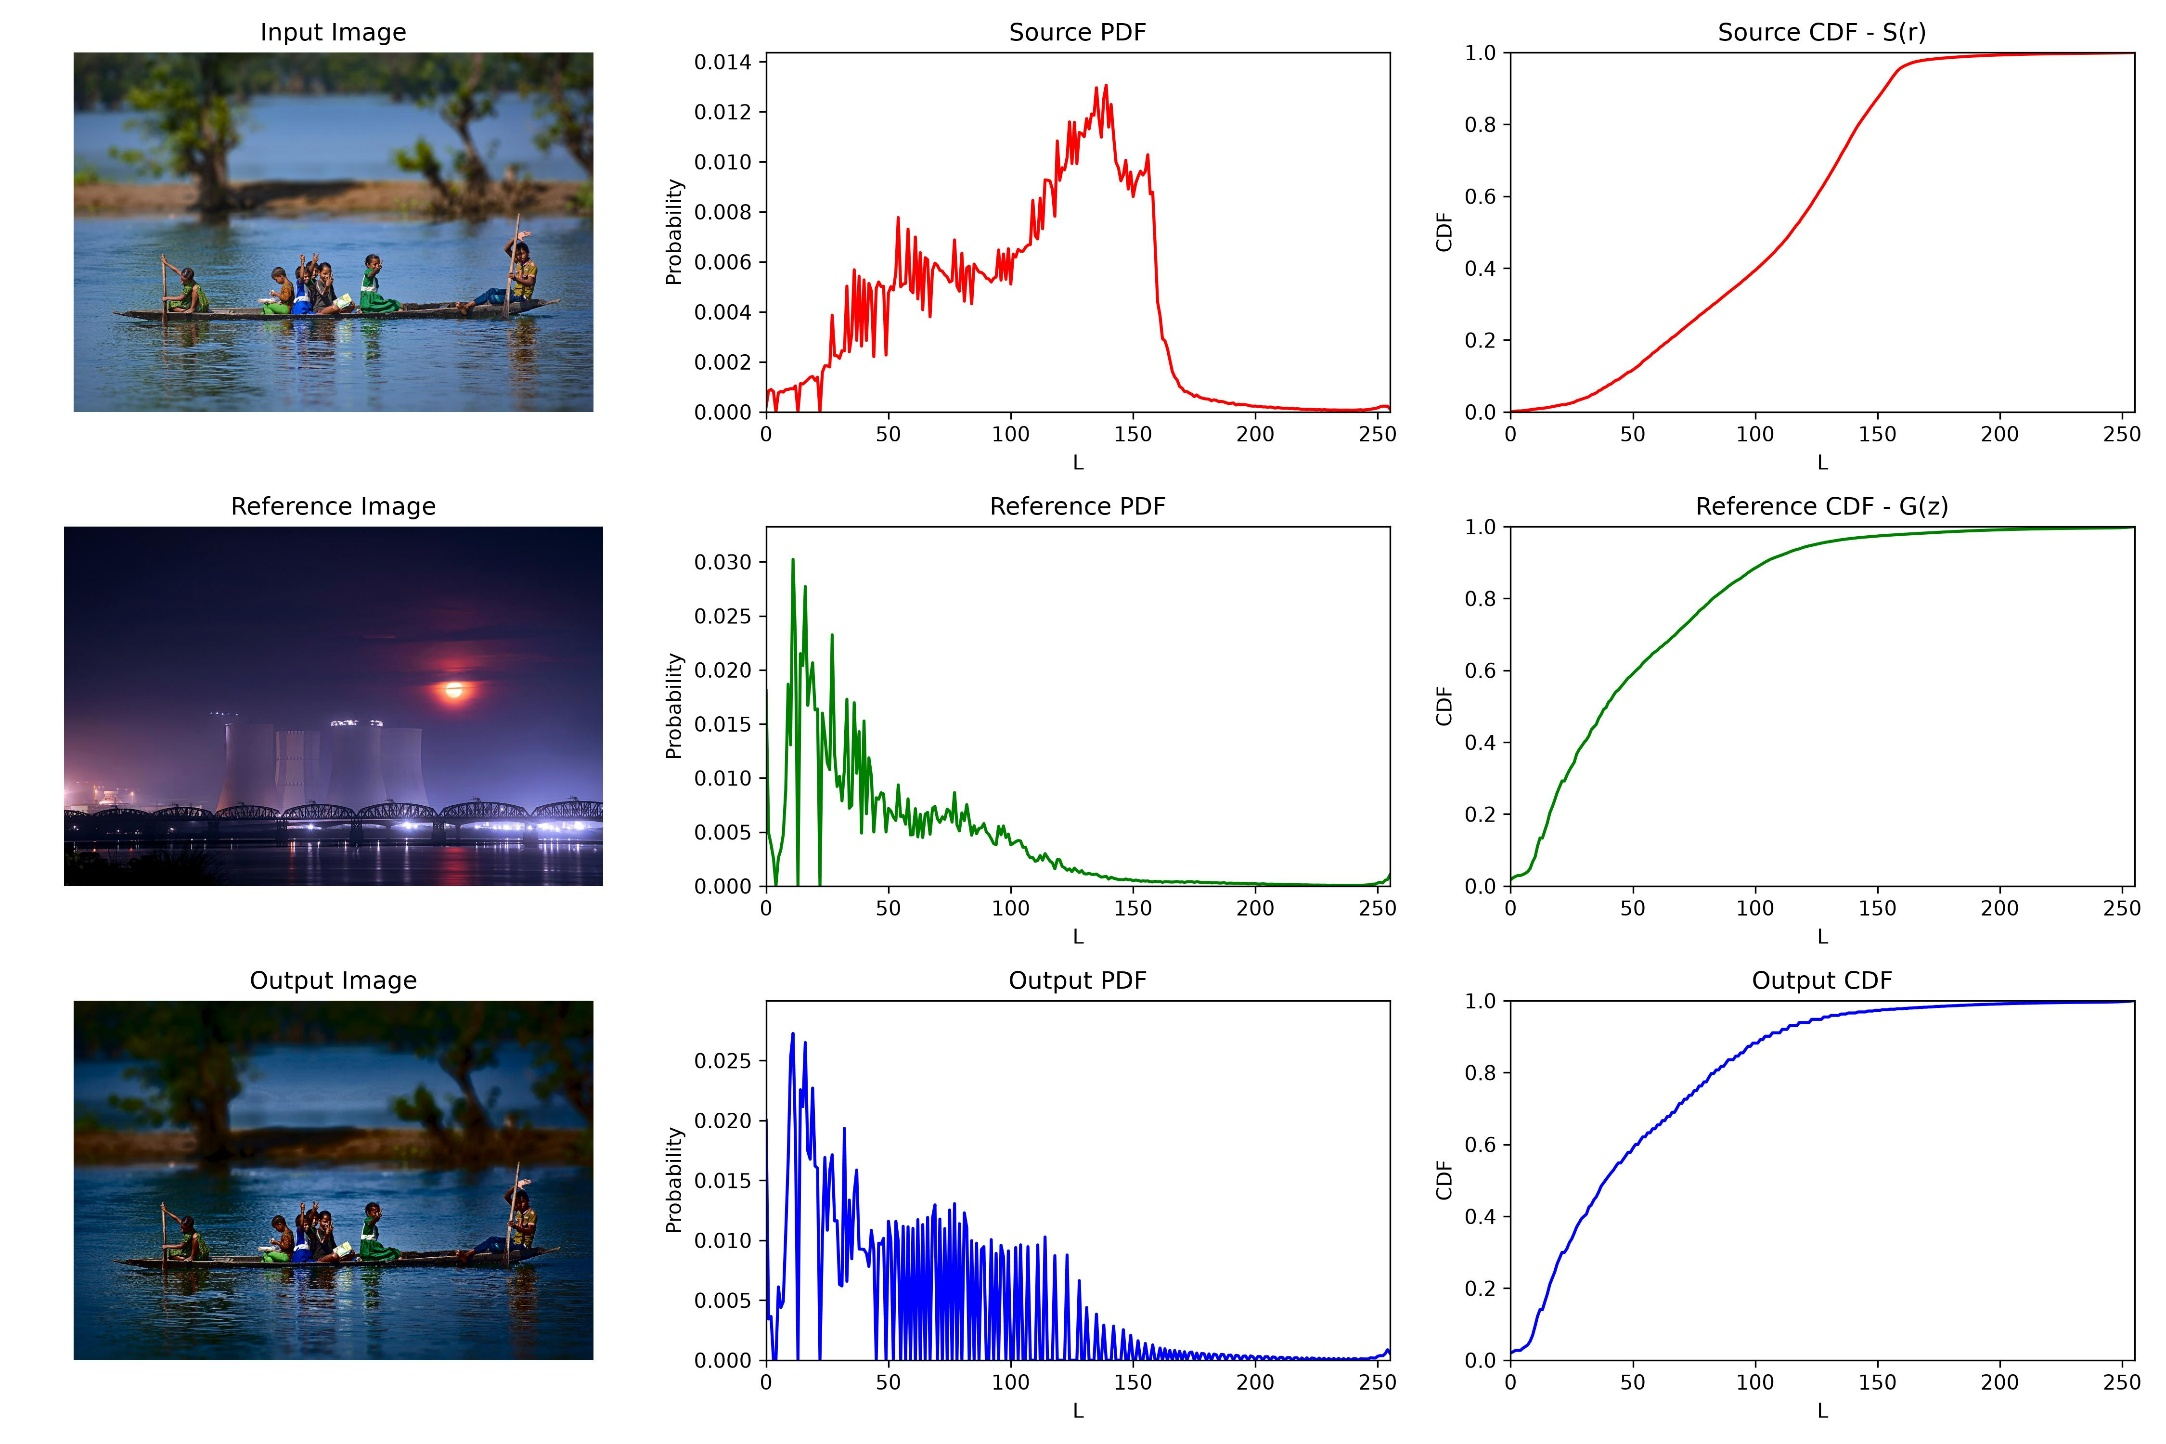 Input Image
Source PDF
0.014
0.012
0.010
0.008
0.006
0.004
0.002
0.000
Probability
0 50 100 150 200 250
L
Source CDF - S(r)
1.0
0.8
0.6
0.4
0.2
0.0
CDF
0 50 100 150 200 250
L
Reference Image
Reference PDF
0.030
0.025
0.020
0.015
0.010
0.005
0.000
Probability
0 50 100 150 200 250
L
Reference CDF - G(z)
1.0
0.8
0.6
0.4
0.2
0.0
CDF
0 50 100 150 200 250
L
Output Image
Output PDF
0.025
0.020
0.015
0.010
0.005
0.000
Probability
0 50 100 150 200 250
L
Output CDF
1.0
0.8
0.6
0.4
0.2
0.0
CDF
0 50 100 150 200 250
L